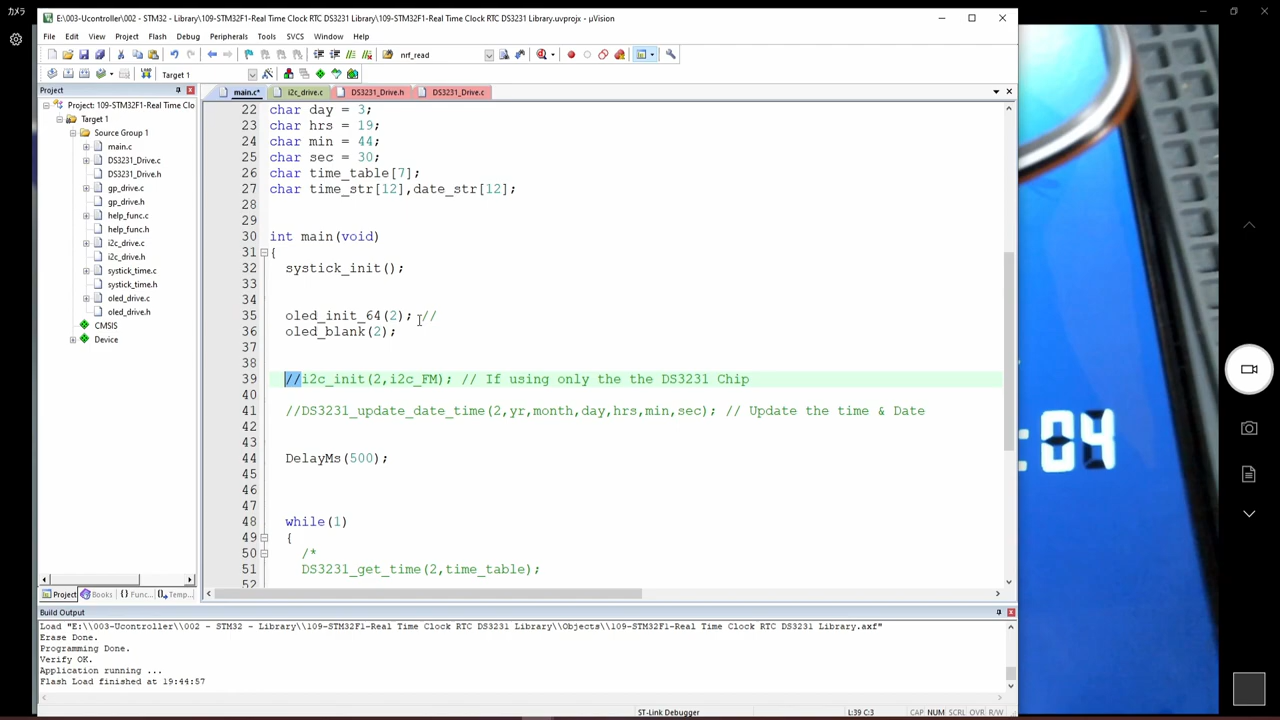 カメラ
E:\003-Ucontroller\002 - STM32 - Library\109-STM32F1-Real Time Clock RTC DS3231 Library\109-STM32F1-Real Time Clock RTC DS3231 Library.uvprojx - µVision
File Edit View Project Flash Debug Peripherals Tools SVCS Window Help
nrf_read
Target 1
Project
main.c* i2c_drive.c DS3231_Drive.h DS3231_Drive.c
Project: 109-STM32F1-Real Time Clo
Target 1
Source Group 1
main.c
DS3231_Drive.c
DS3231_Drive.h
gp_drive.c
gp_drive.h
help_func.c
help_func.h
i2c_drive.c
i2c_drive.h
systick_time.c
systick_time.h
oled_drive.c
oled_drive.h
CMSIS
Device
22 char day = 3;
23 char hrs = 19;
24 char min = 44;
25 char sec = 30;
26 char time_table[7];
27 char time_str[12],date_str[12];
28
29
30 int main(void)
31 {
32 systick_init();
33
34
35 oled_init_64(2); //
36 oled_blank(2);
37
38
39 //i2c_init(2,i2c_FM); // If using only the the DS3231 Chip
40
41 //DS3231_update_date_time(2,yr,month,day,hrs,min,sec); // Update the time & Date
42
43
44 DelayMs(500);
45
46
47
48 while(1)
49 {
50 /*
51 DS3231_get_time(2,time_table);
52
:04
Project Books {} Func... Temp...
Build Output
Load "E:\\003-Ucontroller\\002 - STM32 - Library\\109-STM32F1-Real Time Clock RTC DS3231 Library\\Objects\\109-STM32F1-Real Time Clock RTC DS3231 Library.axf"
Erase Done.
Programming Done.
Verify OK.
Application running ...
Flash Load finished at 19:44:57
ST-Link Debugger L:39 C:3 CAP NUM SCRL OVR R/W